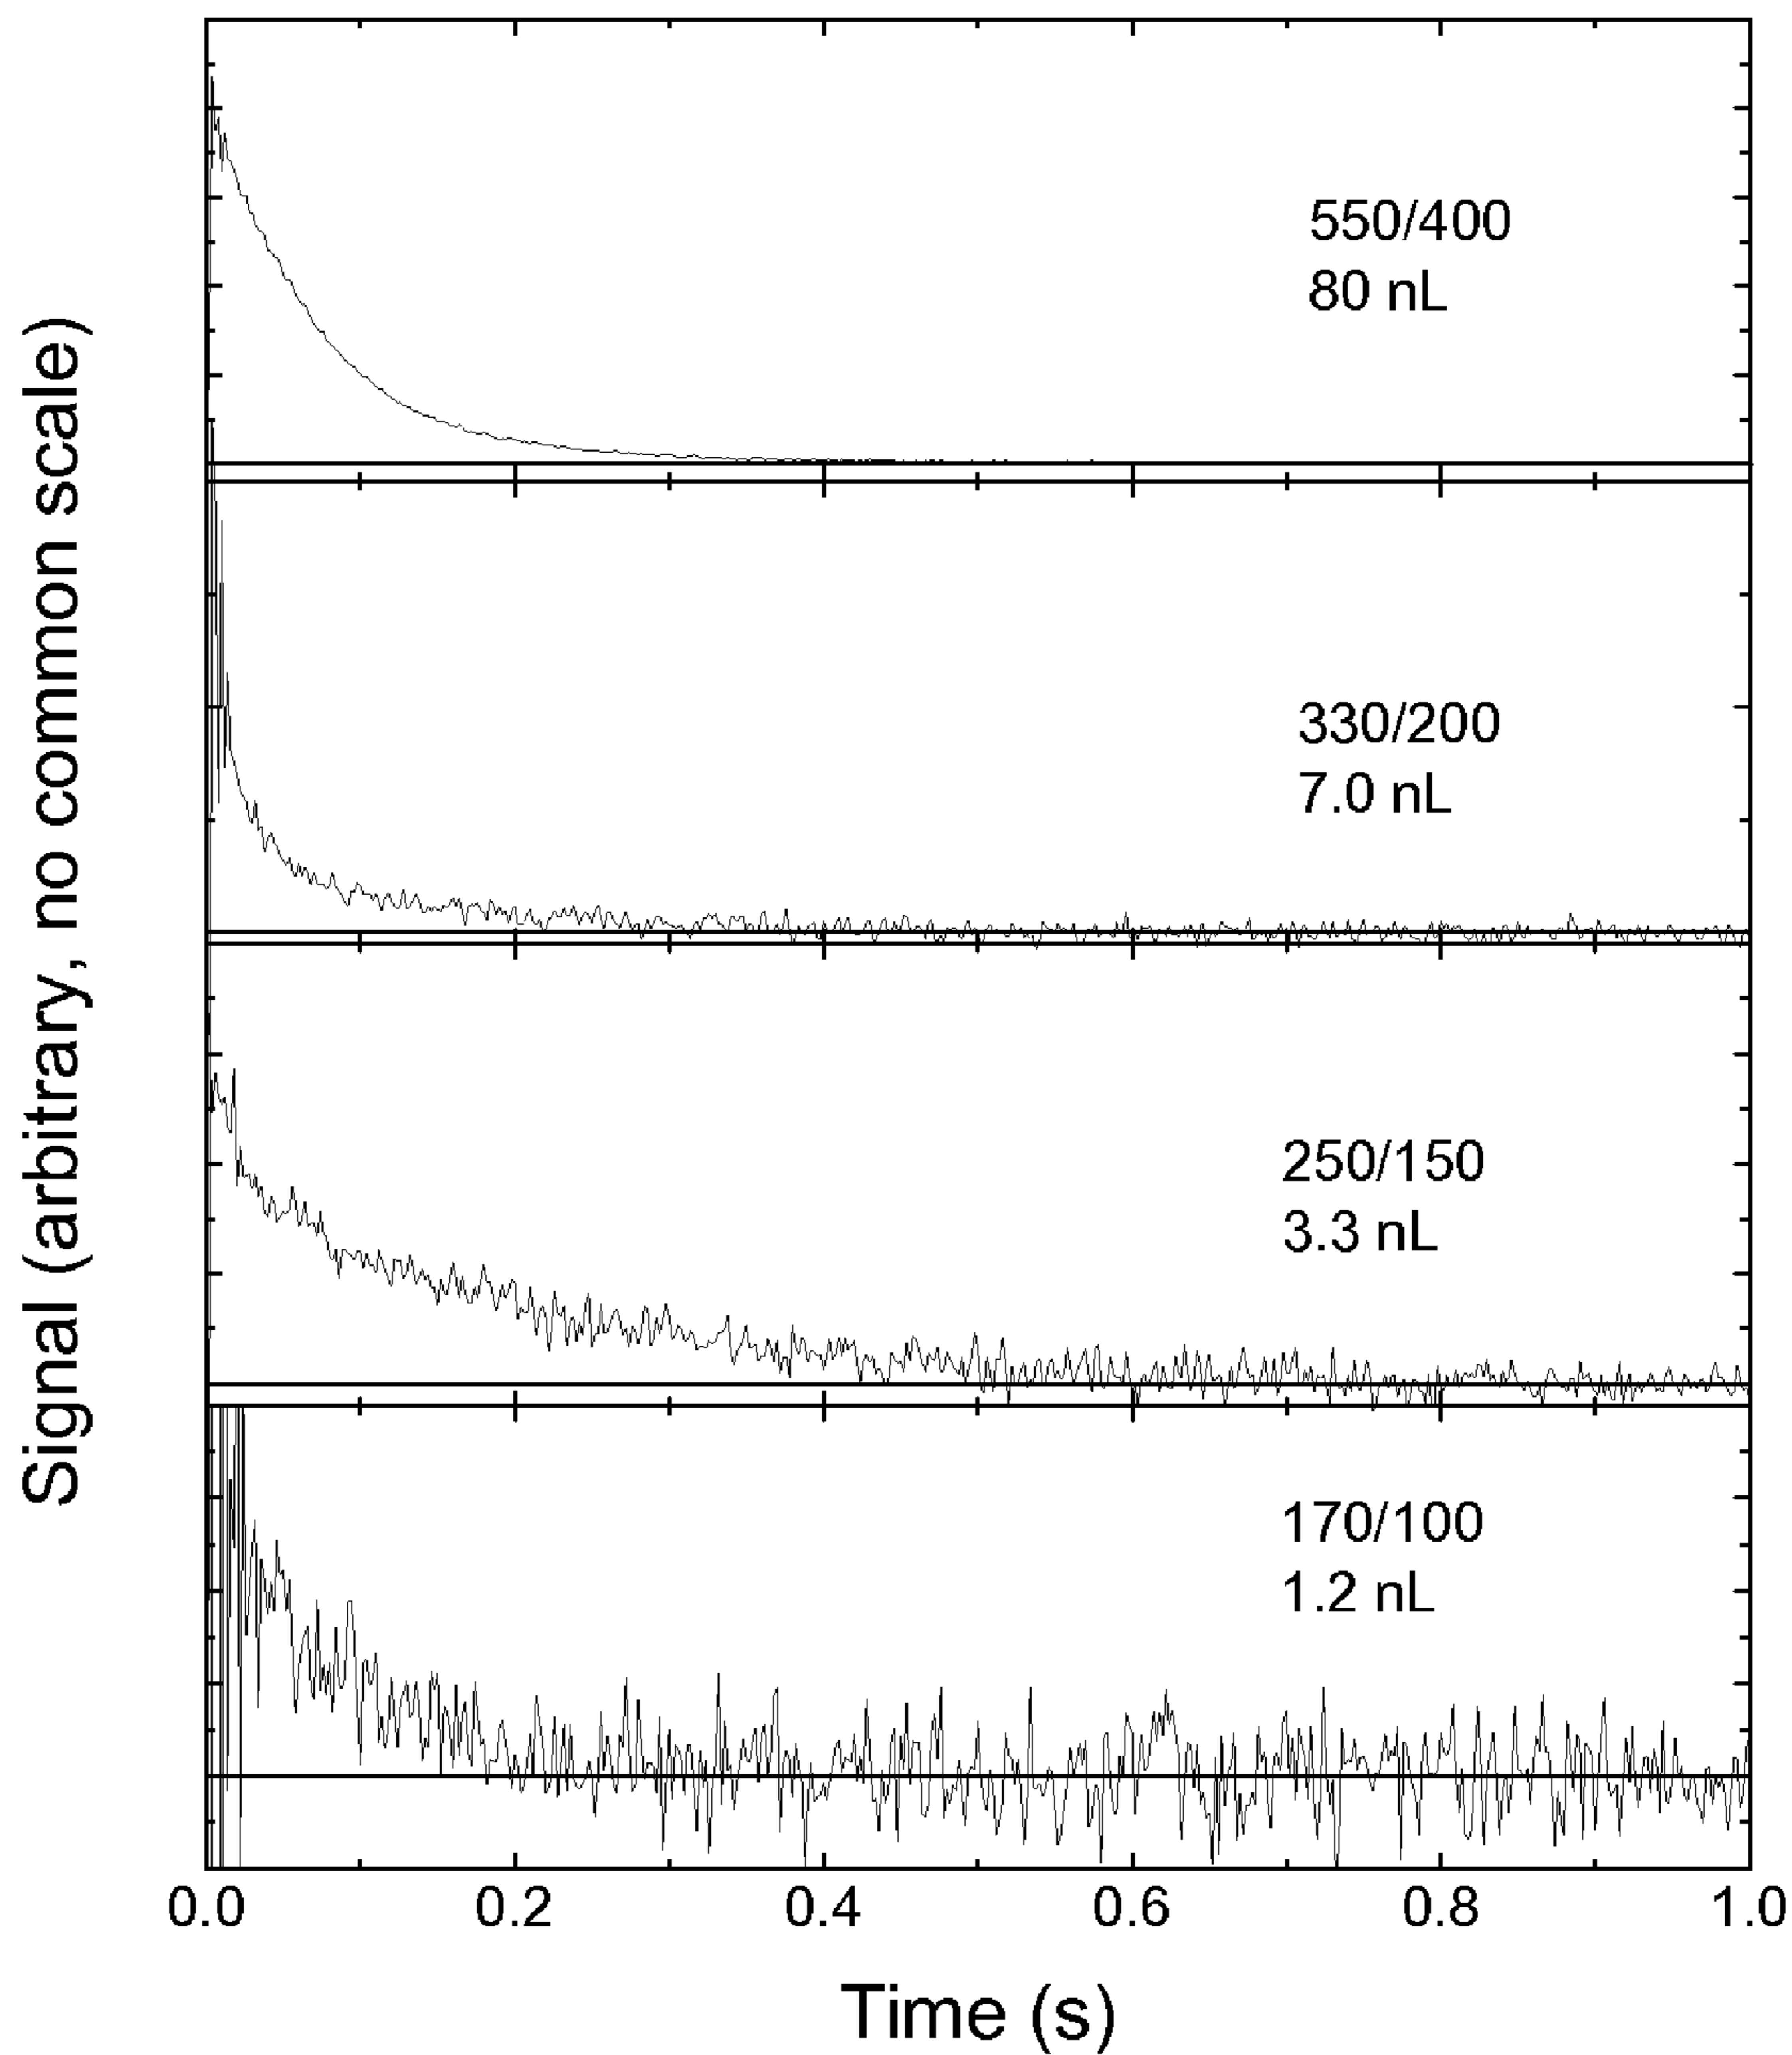 Signal (arbitrary, no common scale)
550/400
80 nL
330/200
7.0 nL
250/150
3.3 nL
170/100
1.2 nL
0.0 0.2 0.4 0.6 0.8 1.0
Time (s)